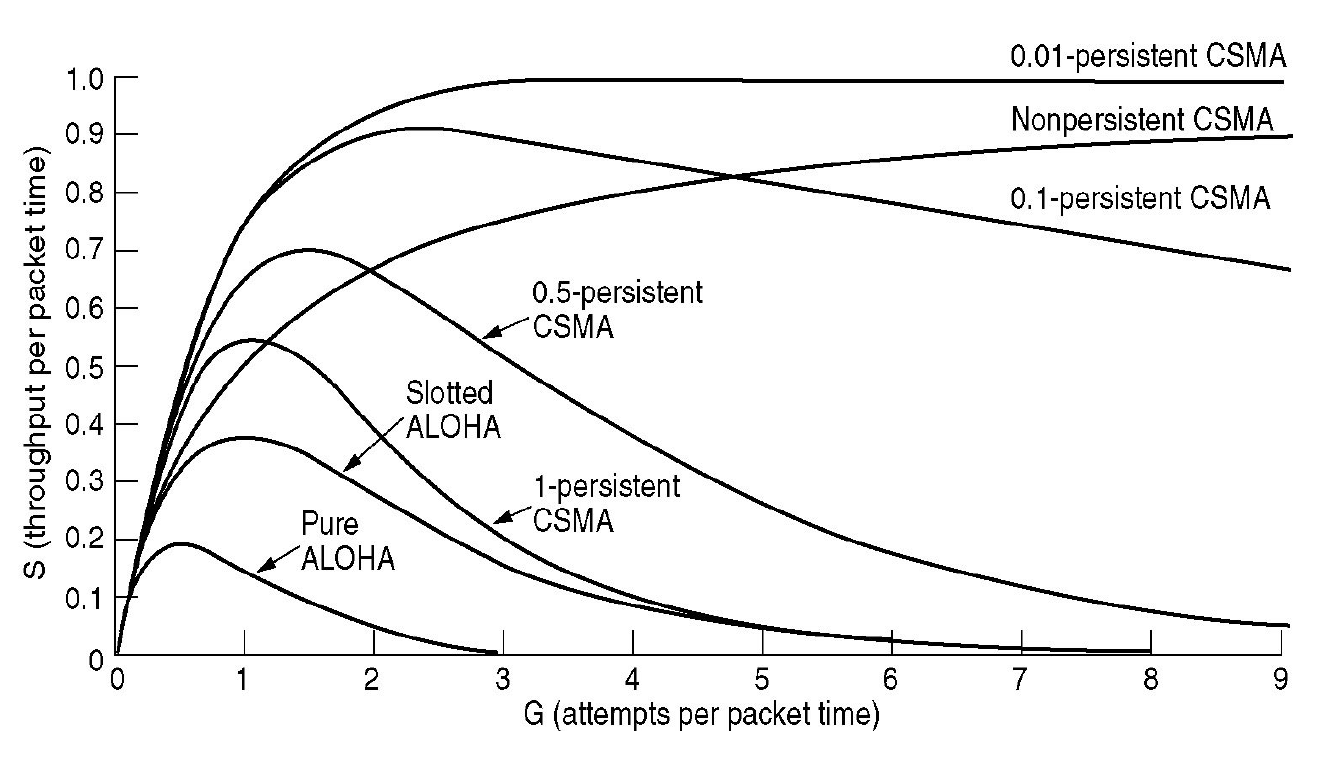 0.01-persistent CSMA
1.0
Nonpersistent CSMA
0.9
0.8
0.1-persistent CSMA
0.7
0.6
0.5-persistent
CSMA
0.5
Slotted
ALOHA
0.4
0.3
1-persistent
CSMA
Pure
ALOHA
0.2
0.1
0
S (throughput per packet time)
0 1 2 3 4 5 6 7 8 9
G (attempts per packet time)